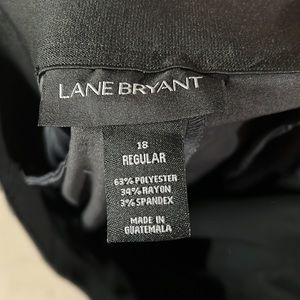 LANE BRYANT
18
REGULAR
63% POLYESTER
34% RAYON
3% SPANDEX
MADE IN
GUATEMALA